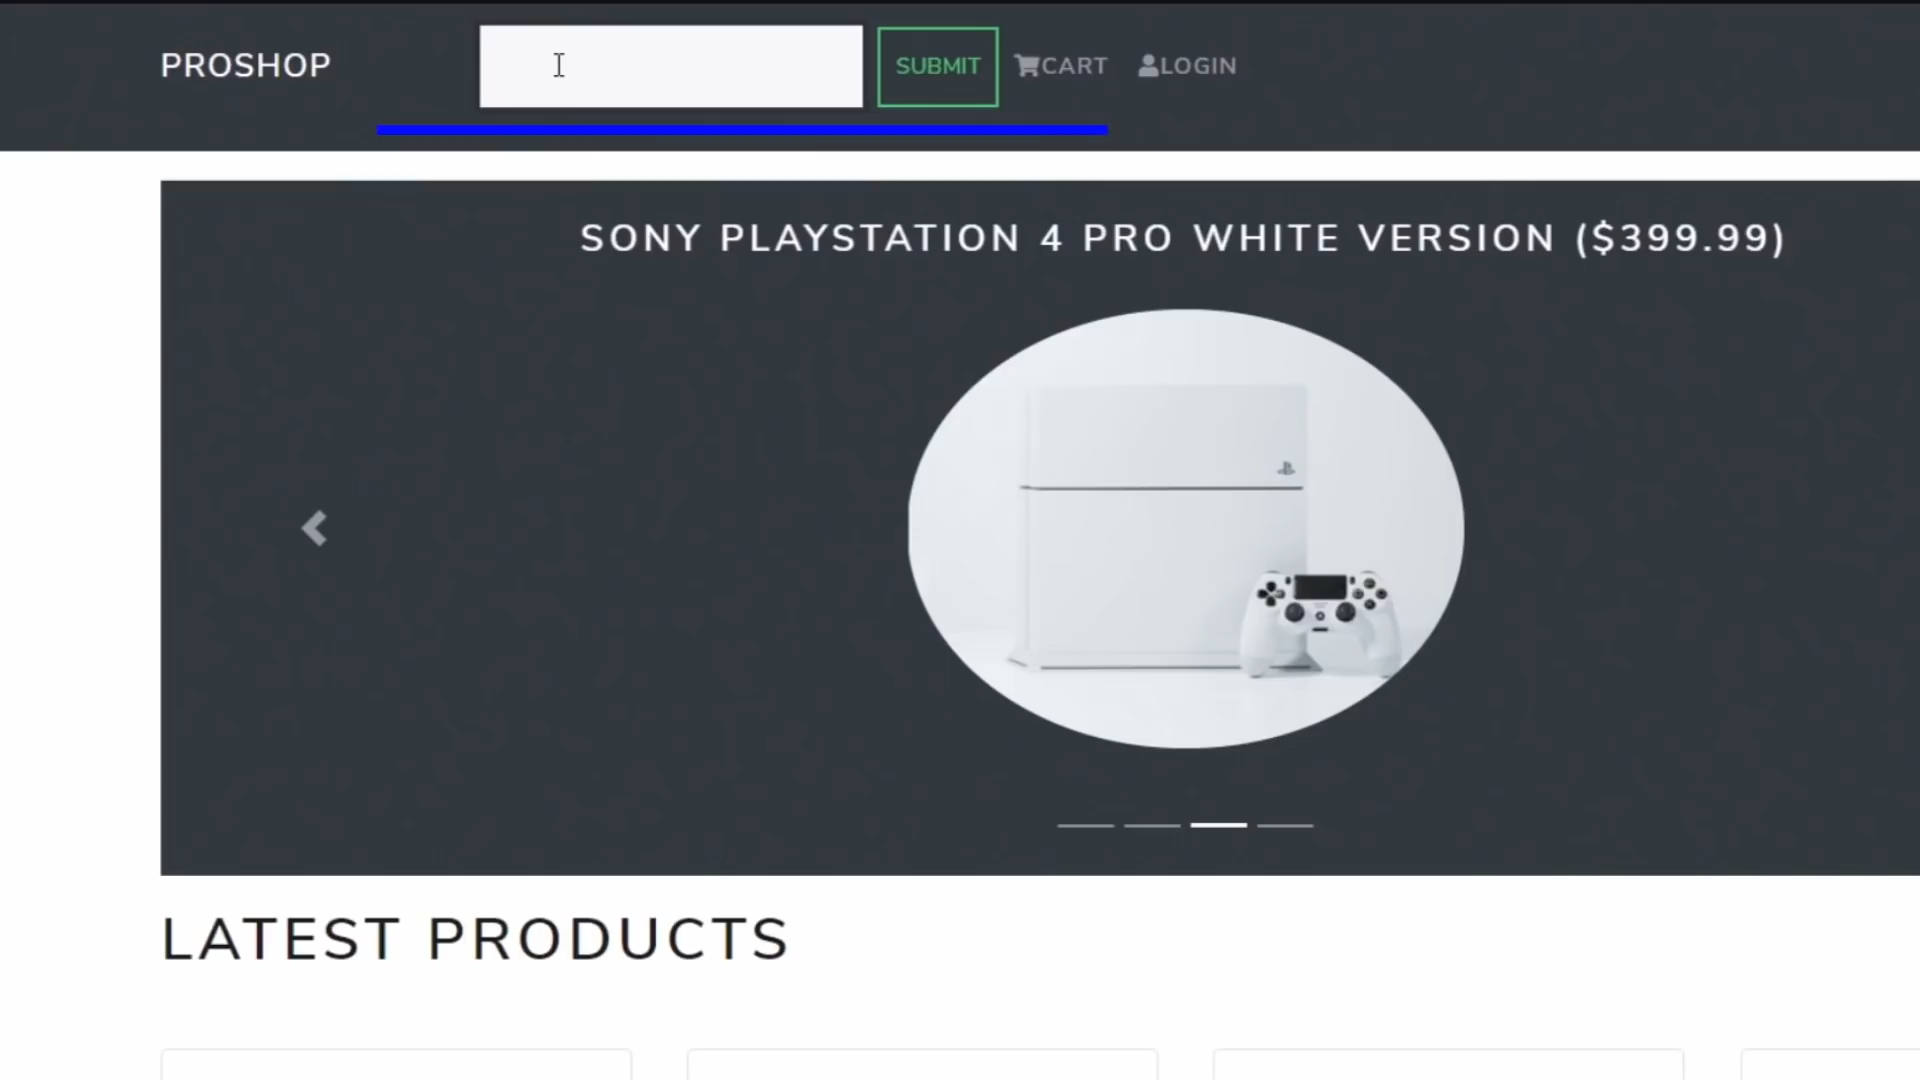 PROSHOP SUBMIT CART LOGIN
SONY PLAYSTATION 4 PRO WHITE VERSION ($399.99)
LATEST PRODUCTS